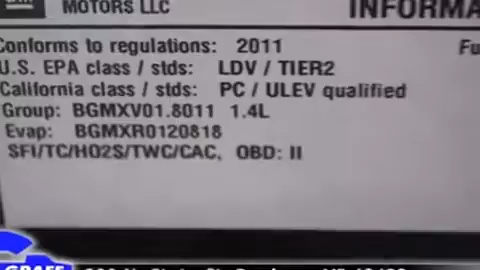 MOTORS LLC
INFORMA
Conforms to regulations: 2011
Fu
U.S. EPA class / stds: LDV / TIER2
California class / stds: PC / ULEV qualified
Group: BGMXV01.8011 1.4L
Evap: BGMXR0120818
SFI/TC/HO2S/TWC/CAC, OBD: II
GRAFF